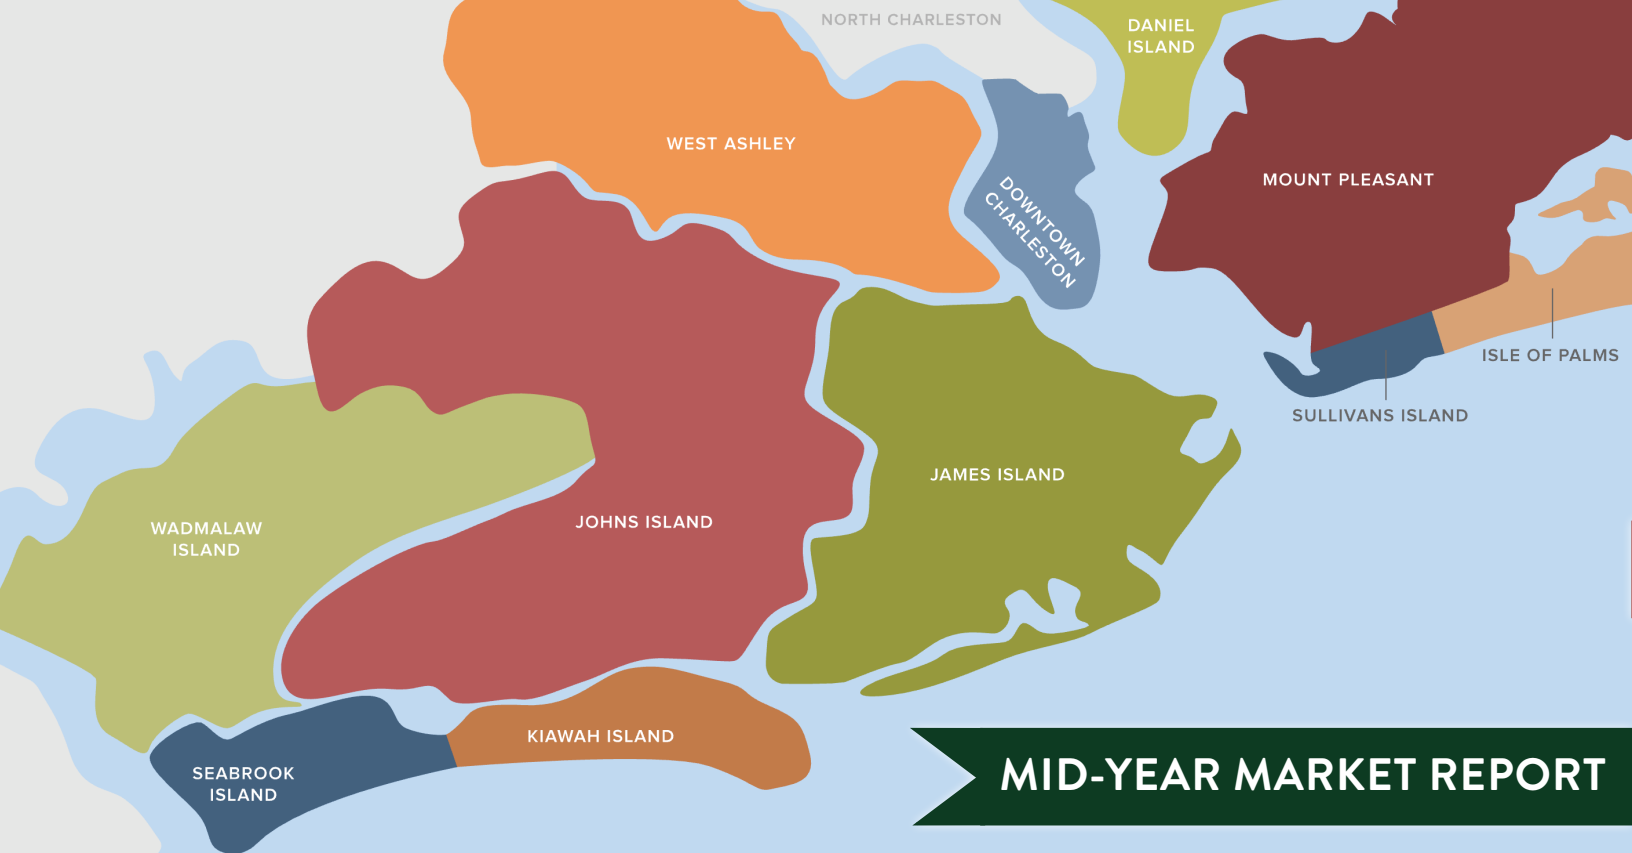 NORTH CHARLESTON
DANIEL
ISLAND
WEST ASHLEY
MOUNT PLEASANT
DOWNTOWN
CHARLESTON
ISLE OF PALMS
SULLIVANS ISLAND
JAMES ISLAND
JOHNS ISLAND
WADMALAW
ISLAND
KIAWAH ISLAND
SEABROOK
ISLAND
MID-YEAR MARKET REPORT